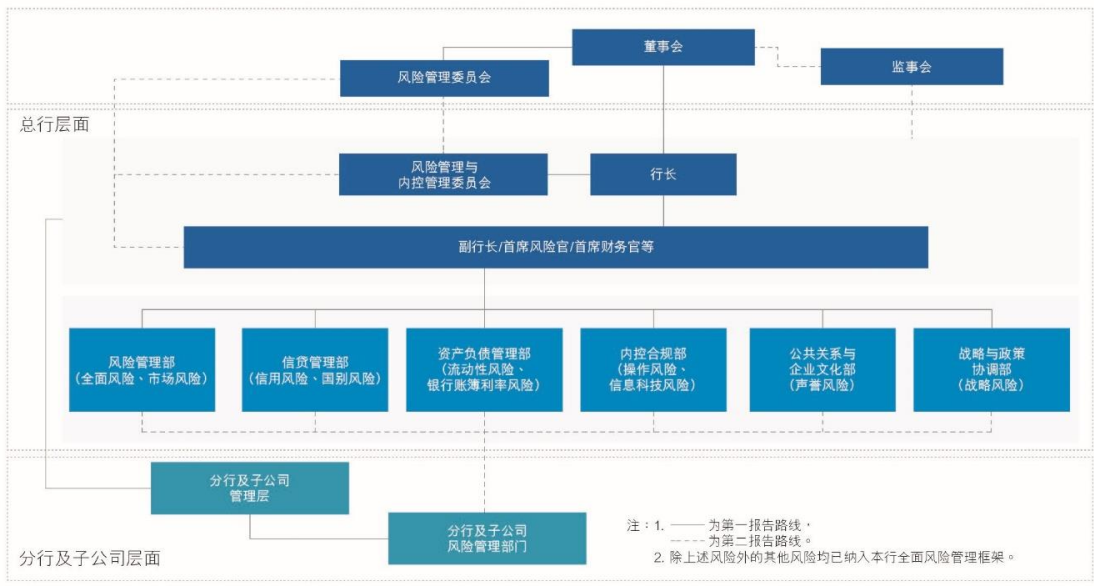 董事会
监事会
风险管理委员会
总行层面
风险管理与
内控管理委员会
行长
副行长/首席风险官/首席财务官等
风险管理部
（全面风险、市场风险）
信贷管理部
（信用风险、国别风险）
资产负债管理部
（流动性风险、
银行账簿利率风险）
内控合规部
（操作风险、
信息科技风险）
公共关系与
企业文化部
（声誉风险）
战略与政策
协调部
（战略风险）
分行及子公司
管理层
分行及子公司
风险管理部门
分行及子公司层面
注：1. —— 为第一报告路线，
----- 为第二报告路线。
2. 除上述风险外的其他风险均已纳入本行全面风险管理框架。